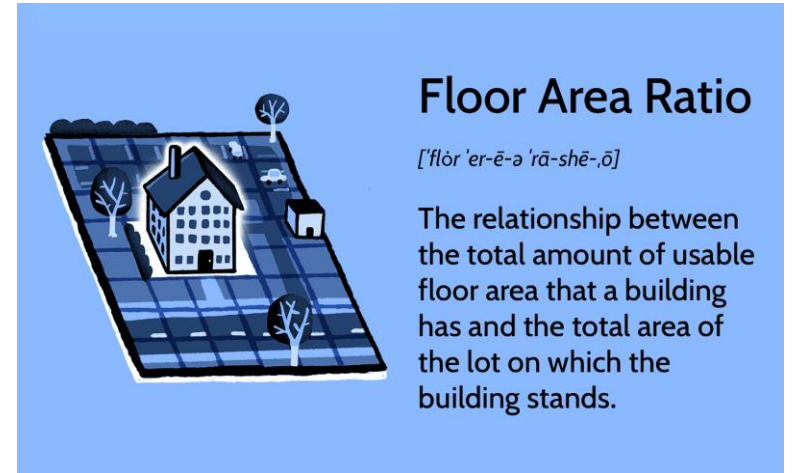 Floor Area Ratio
['flȯr 'er-ē-ə 'rā-shē-,ō]
The relationship between
the total amount of usable
floor area that a building
has and the total area of
the lot on which the
building stands.